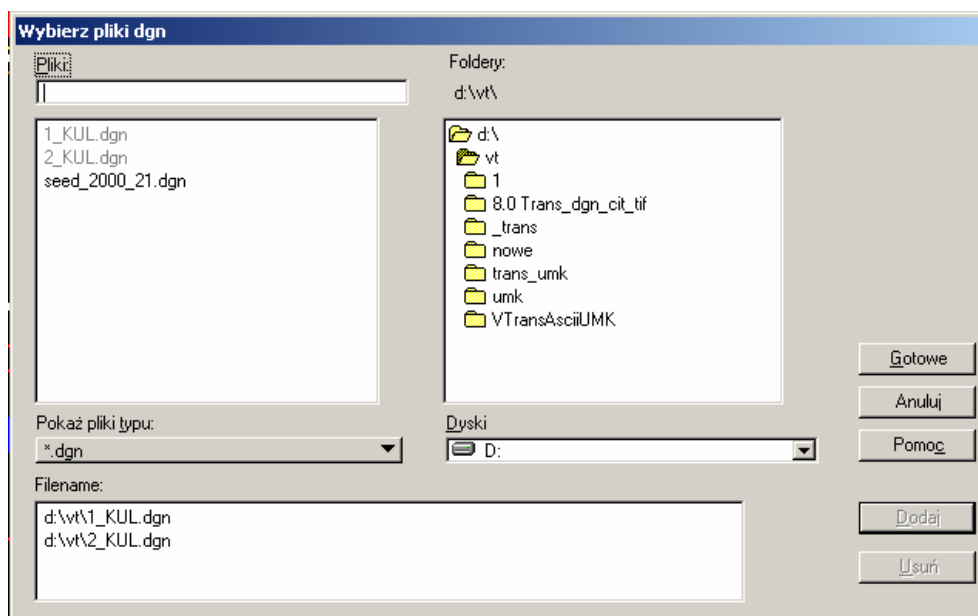 Wybierz pliki dgn
Pliki:
Foldery:
d:\vt\
1_KUL.dgn
2_KUL.dgn
seed_2000_21.dgn
d:\
vt
1
8.0 Trans_dgn_cit_tif
_trans
nowe
trans_umk
umk
VTransAsciiUMK
Gotowe
Anuluj
Pomoc
Pokaż pliki typu:
*.dgn
Dyski
D:
Filename:
d:\vt\1_KUL.dgn
d:\vt\2_KUL.dgn
Dodaj
Usuń